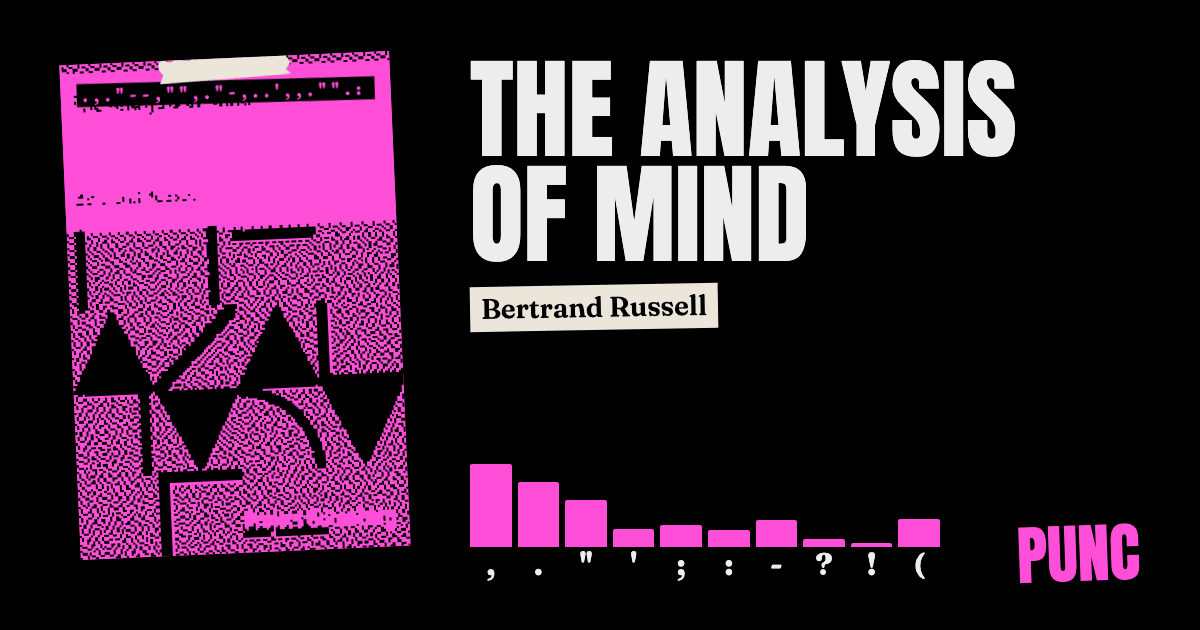 .,."--,"",."-,..',,."".:
THE ANALYSIS
OF MIND
Bertrand Russell
, . " ' ; : - ? ! (
PUNC